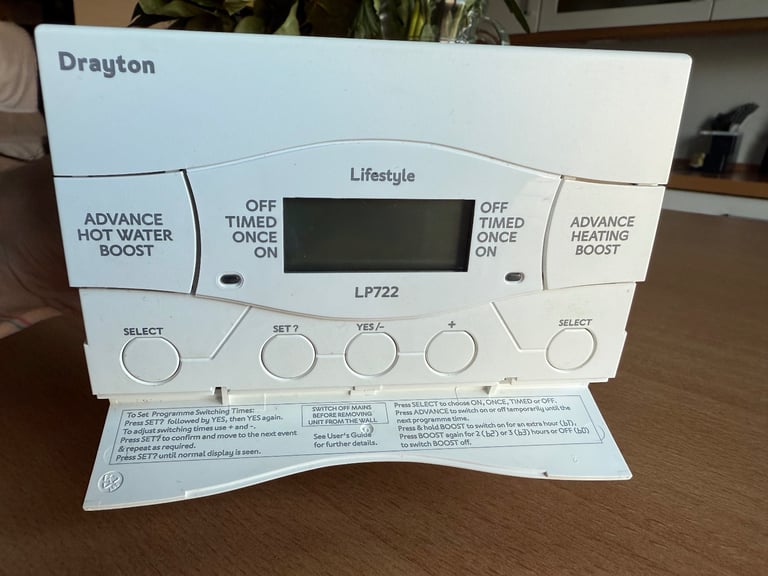 Drayton
Lifestyle
ADVANCE
HOT WATER
BOOST
OFF
TIMED
ONCE
ON
OFF
TIMED
ONCE
ON
ADVANCE
HEATING
BOOST
LP722
SELECT
SET ?
YES/-
+
SELECT
To Set Programme Switching Times:
Press SET? followed by YES, then YES again.
To adjust switching times use + and -.
Press SET? to confirm and move to the next event
& repeat as required.
Press SET? until normal display is seen.
SWITCH OFF MAINS
BEFORE REMOVING
UNIT FROM THE WALL
See User's Guide
for further details.
Press SELECT to choose ON, ONCE, TIMED or OFF.
Press ADVANCE to switch on or off temporarily until the
next programme time.
Press & hold BOOST to switch on for an extra hour (b1).
Press BOOST again for 2 (b2) or 3 (b3) hours or OFF (b0)
to switch BOOST off.